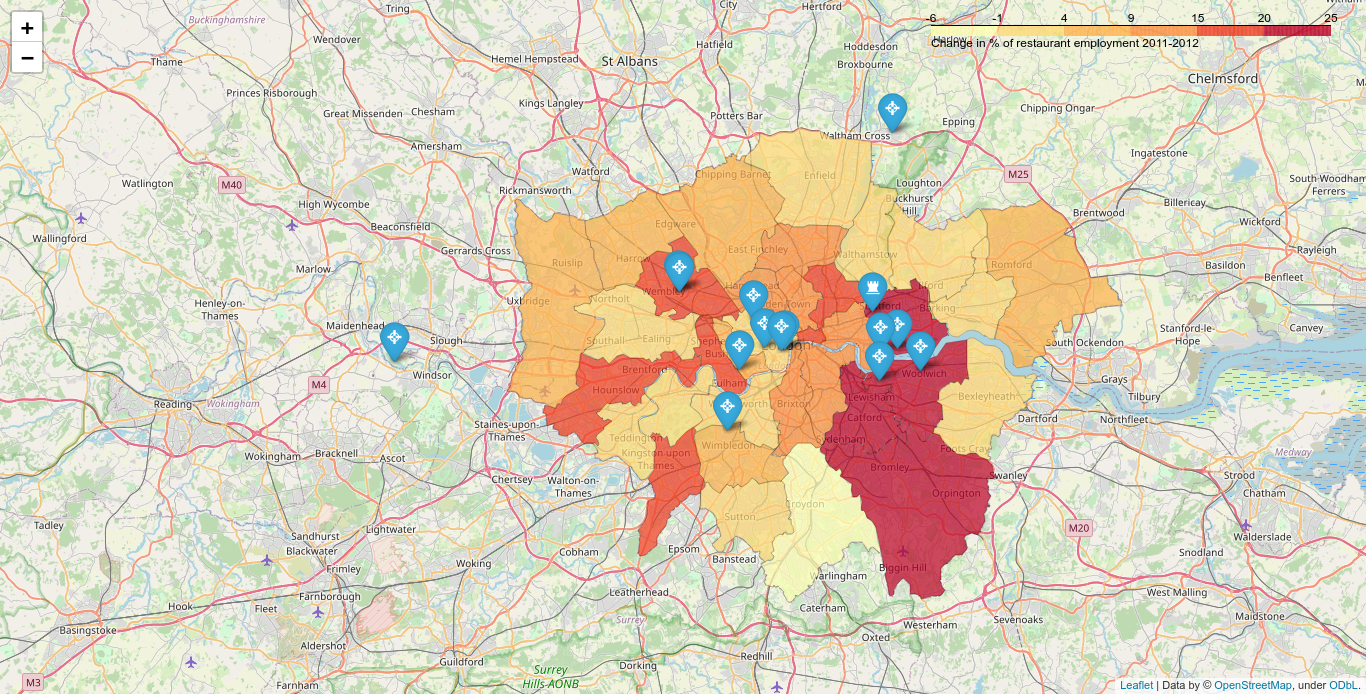 +
−
-6 -1 4 9 15 20 25
Change in % of restaurant employment 2011-2012
Tring
City
Hertford
Buckinghamshire
Wendover
Hatfield
Hoddesdon
Harlow
Thame
Hemel Hempstead
St Albans
Broxbourne
Chelmsford
Princes Risborough
Great Missenden
Chesham
Kings Langley
Potters Bar
Waltham Cross
Epping
Chipping Ongar
Amersham
Ingatestone
Watlington
M40
Watford
Chipping Barnet
Enfield
Loughton
M25
South Woodham
Ferrers
High Wycombe
Rickmansworth
Buckhurst
Hill
Brentwood
Billericay
Wickford
Beaconsfield
Edgware
Wallingford
Gerrards Cross
Harrow
East Finchley
Walthamstow
Rayleigh
Marlow
Ruislip
Romford
Basildon
Benfleet
Henley-on-
Thames
Uxbridge
Northolt
Wembley
Barking
Maidenhead
Slough
Southall
Ealing
Stanford-le-
Hope
Canvey
South Ockendon
M4
Windsor
Brentford
Hounslow
Fulham
Woolwich
Grays
Tilbury
Reading
Wokingham
Lewisham
Bexleyheath
Brixton
Catford
Dartford
Northfleet
Staines-upon-
Thames
Teddington
Wimbledon
Sydenham
Foots Cray
Medway
Wokingham
Bracknell
Ascot
Kingston upon
Thames
Bromley
Swanley
Strood
Chertsey
Walton-on-
Thames
Orpington
Chatham
Tadley
Sutton
Croydon
M20
Lightwater
Sandhurst
Blackwater
Cobham
Epsom
Banstead
Snodland
Walderslade
Frimley
Woking
Biggin Hill
Warlingham
Hook
Fleet
Farnborough
Leatherhead
Caterham
West Malling
Basingstoke
Surrey
Westerham
Sevenoaks
Maidstone
Aldershot
Oxted
Guildford
Dorking
Redhill
M3
Farnham
Surrey
Hills AONB
Leaflet | Data by © OpenStreetMap, under ODbL.